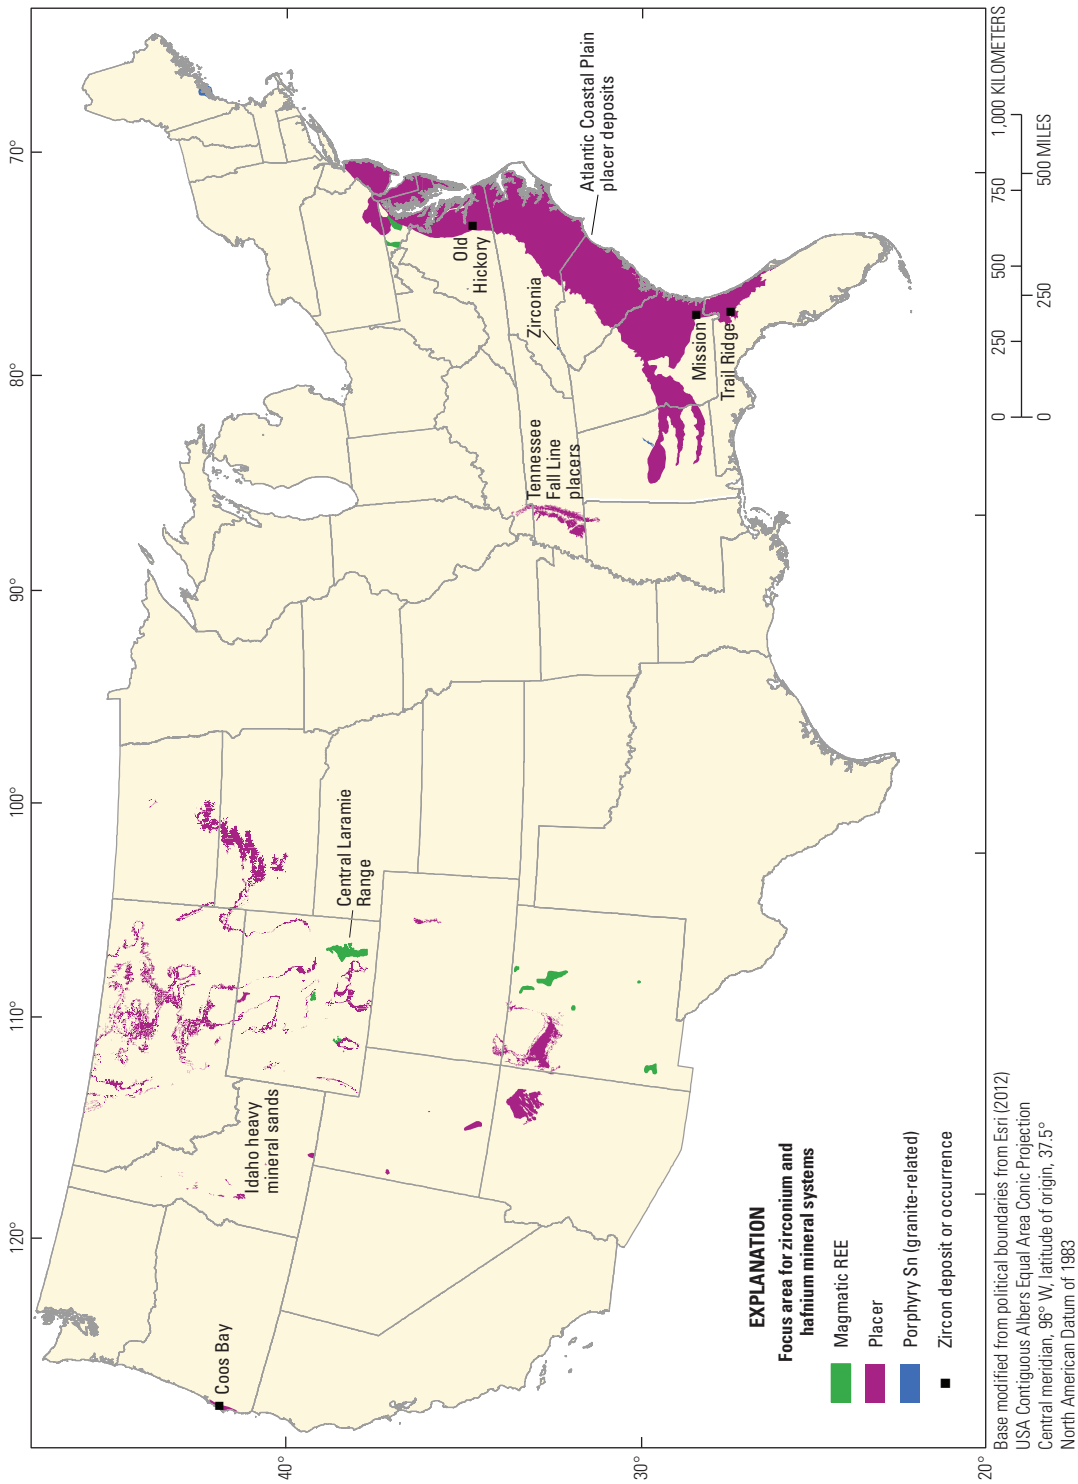 120°
110°
100°
90°
80°
70°
40°
30°
20°
Coos Bay
Idaho heavy
mineral sands
Central Laramie
Range
Tennessee
Fall Line
placers
Zirconia
Old
Hickory
Atlantic Coastal Plain
placer deposits
Mission
Trail Ridge
EXPLANATION
Focus area for zirconium and
hafnium mineral systems
Magmatic REE
Placer
Porphyry Sn (granite-related)
Zircon deposit or occurrence
Base modified from political boundaries from Esri (2012)
USA Contiguous Albers Equal Area Conic Projection
Central meridian, 96° W, latitude of origin, 37.5°
North American Datum of 1983
0 250 500 750 1,000 KILOMETERS
0 250 500 MILES